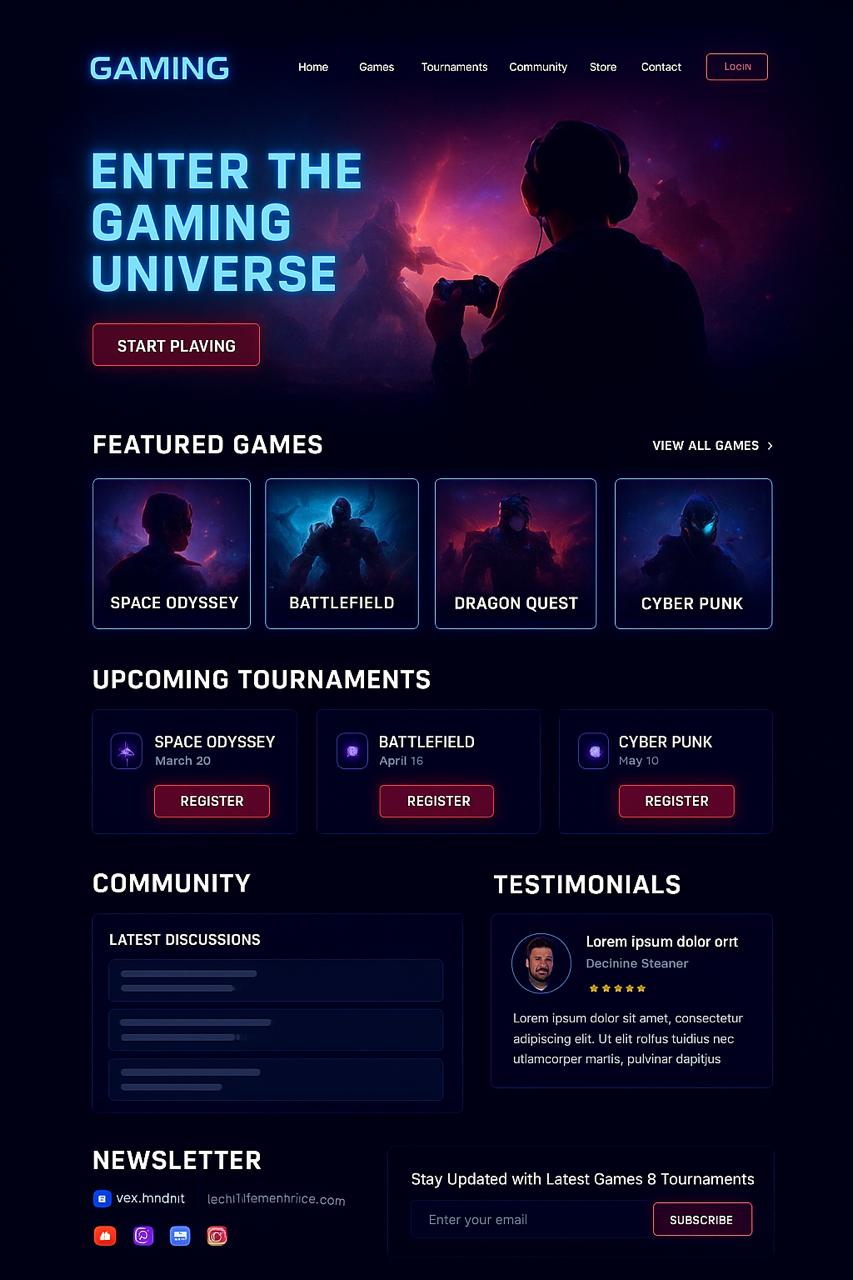 GAMING
Home Games Tournaments Community Store Contact LOGIN
ENTER THE
GAMING
UNIVERSE
START PLAVING
FEATURED GAMES
VIEW ALL GAMES >
SPACE ODYSSEY
BATTLEFIELD
DRAGON QUEST
CYBER PUNK
UPCOMING TOURNAMENTS
SPACE ODYSSEY
March 20
REGISTER
BATTLEFIELD
April 16
REGISTER
CYBER PUNK
May 10
REGISTER
COMMUNITY
LATEST DISCUSSIONS
TESTIMONIALS
Lorem ipsum dolor orrt
Decinine Steaner
Lorem ipsum dolor sit amet, consectetur
adipiscing elit. Ut elit rolfus tuidius nec
utlamcorper martis, pulvinar dapitjus
NEWSLETTER
Stay Updated with Latest Games 8 Tournaments
Enter your email
SUBSCRIBE